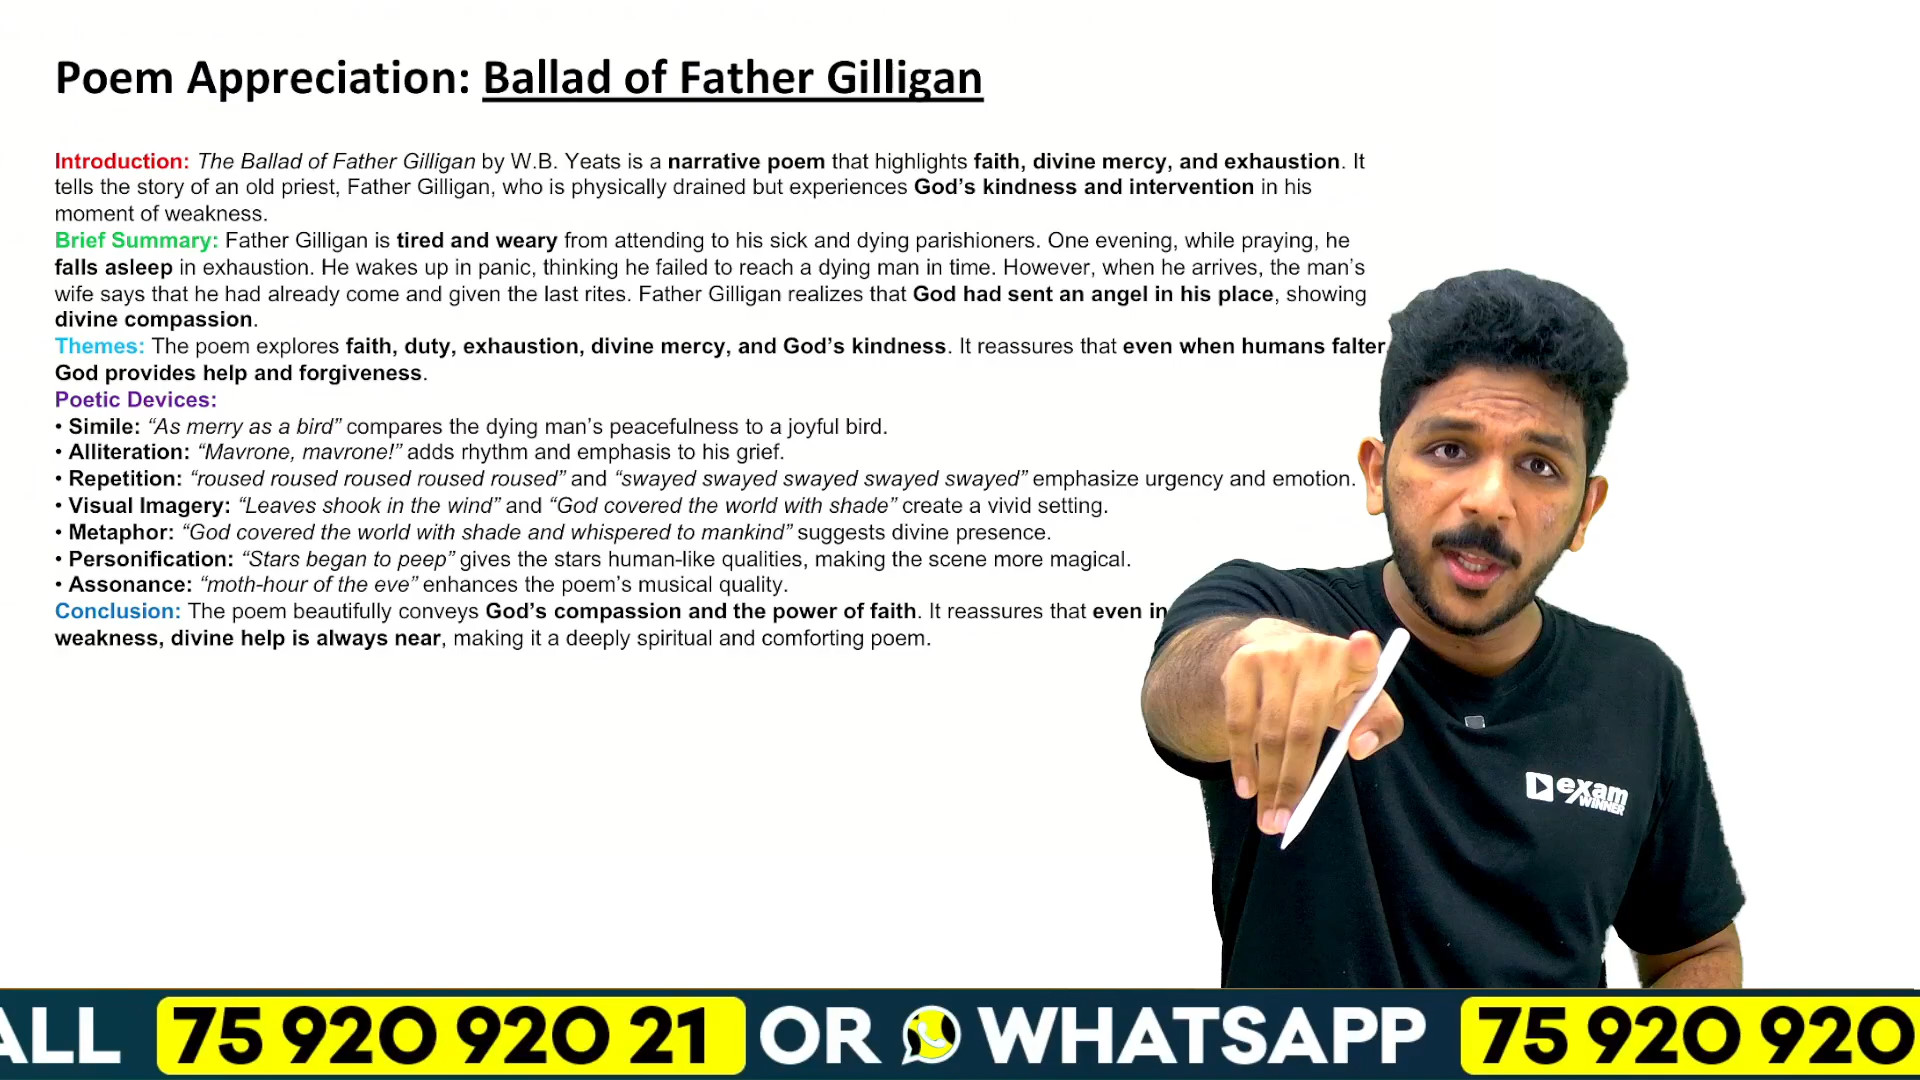 Poem Appreciation: Ballad of Father Gilligan
Introduction: The Ballad of Father Gilligan by W.B. Yeats is a narrative poem that highlights faith, divine mercy, and exhaustion. It
tells the story of an old priest, Father Gilligan, who is physically drained but experiences God’s kindness and intervention in his
moment of weakness.
Brief Summary: Father Gilligan is tired and weary from attending to his sick and dying parishioners. One evening, while praying, he
falls asleep in exhaustion. He wakes up in panic, thinking he failed to reach a dying man in time. However, when he arrives, the man’s
wife says that he had already come and given the last rites. Father Gilligan realizes that God had sent an angel in his place, showing
divine compassion.
Themes: The poem explores faith, duty, exhaustion, divine mercy, and God’s kindness. It reassures that even when humans falter
God provides help and forgiveness.
Poetic Devices:
• Simile: “As merry as a bird” compares the dying man’s peacefulness to a joyful bird.
• Alliteration: “Mavrone, mavrone!” adds rhythm and emphasis to his grief.
• Repetition: “roused roused roused roused roused” and “swayed swayed swayed swayed swayed” emphasize urgency and emotion.
• Visual Imagery: “Leaves shook in the wind” and “God covered the world with shade” create a vivid setting.
• Metaphor: “God covered the world with shade and whispered to mankind” suggests divine presence.
• Personification: “Stars began to peep” gives the stars human-like qualities, making the scene more magical.
• Assonance: “moth-hour of the eve” enhances the poem’s musical quality.
Conclusion: The poem beautifully conveys God’s compassion and the power of faith. It reassures that even in
weakness, divine help is always near, making it a deeply spiritual and comforting poem.
exam
WINNER
ALL 75 920 920 21 OR WHATSAPP 75 920 920